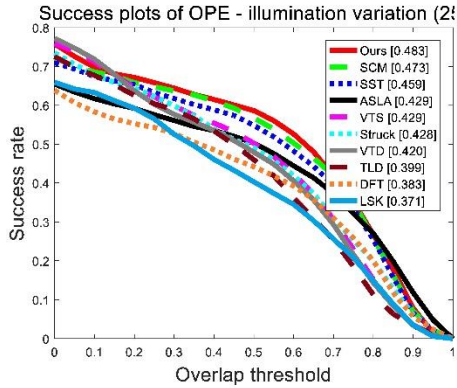 Success plots of OPE - illumination variation (25
Success rate
0.8
0.7
0.6
0.5
0.4
0.3
0.2
0.1
0
Ours [0.483]
SCM [0.473]
SST [0.459]
ASLA [0.429]
VTS [0.429]
Struck [0.428]
VTD [0.420]
TLD [0.399]
DFT [0.383]
LSK [0.371]
0 0.1 0.2 0.3 0.4 0.5 0.6 0.7 0.8 0.9 1
Overlap threshold